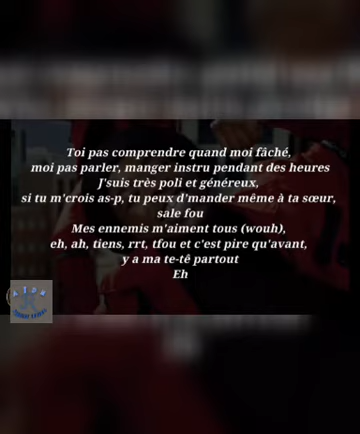 Toi pas comprendre quand moi fâché,
moi pas parler, manger instru pendant des heures
J'suis très poli et généreux,
si tu m'crois as-p, tu peux d'mander même à ta sœur,
sale fou
Mes ennemis m'aiment tous (wouh),
eh, ah, tiens, rrt, tfou et c'est pire qu'avant,
y a ma te-tê partout
Eh